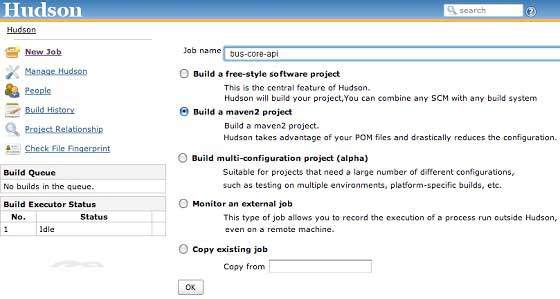 Hudson
search
Hudson
New Job
Manage Hudson
People
Build History
Project Relationship
Check File Fingerprint
Build Queue
No builds in the queue.
Build Executor Status
No. Status
1 Idle
Job name bus-core-api
Build a free-style software project
This is the central feature of Hudson.
Hudson will build your project,You can combine any SCM with any build system
Build a maven2 project
Build a maven2 project.
Hudson takes advantage of your POM files and drastically reduces the configuration.
Build multi-configuration project (alpha)
Suitable for projects that need a large number of different configurations,
such as testing on multiple environments, platform-specific builds, etc.
Monitor an external job
This type of job allows you to record the execution of a process run outside Hudson,
even on a remote machine.
Copy existing job
Copy from
OK